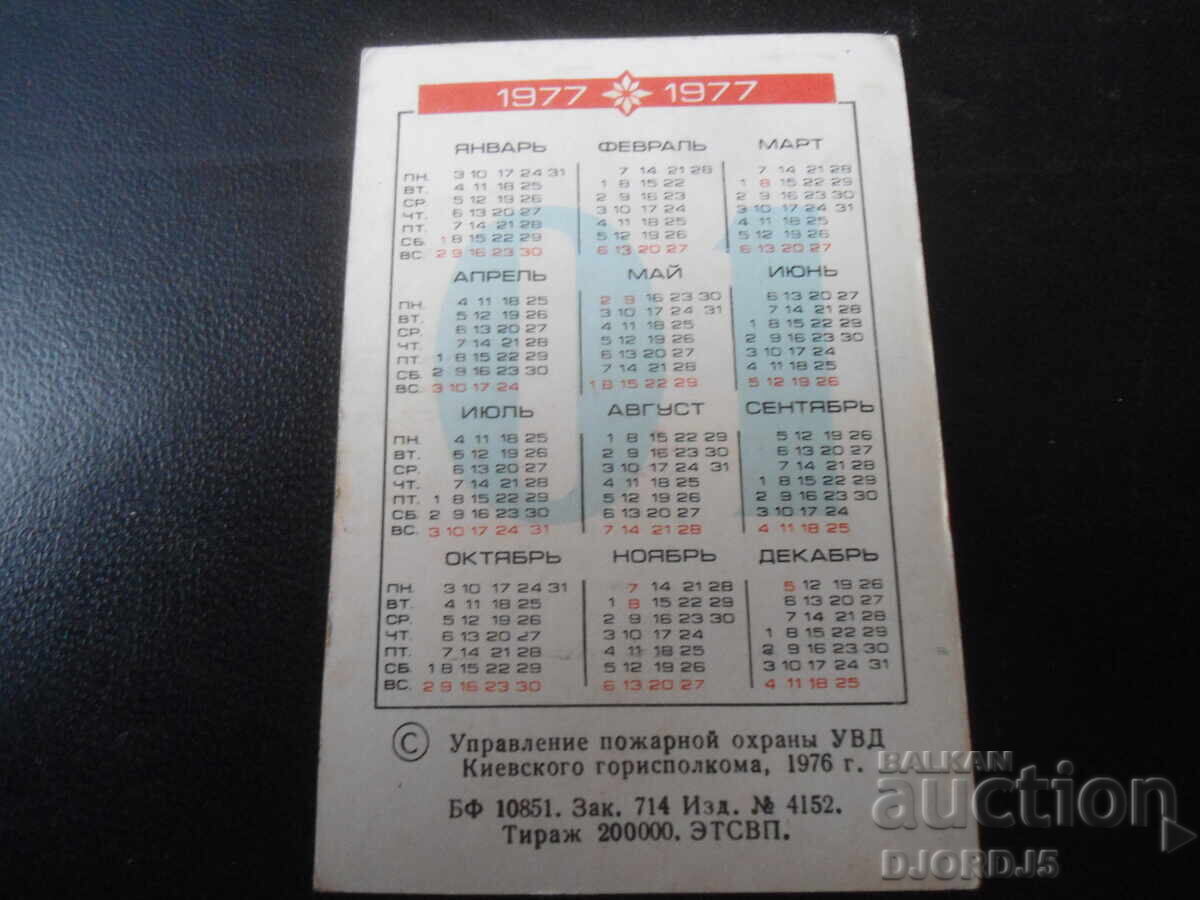 1977 1977
ЯНВАРЬ ФЕВРАЛЬ МАРТ
ПН. 3 10 17 24 31 7 14 21 28 7 14 21 28
ВТ. 4 11 18 25 1 8 15 22 1 8 15 22 29
СР. 5 12 19 26 2 9 16 23 2 9 16 23 30
ЧТ. 6 13 20 27 3 10 17 24 3 10 17 24 31
ПТ. 7 14 21 28 4 11 18 25 4 11 18 25
СБ. 1 8 15 22 29 5 12 19 26 5 12 19 26
ВС. 2 9 16 23 30 6 13 20 27 6 13 20 27
АПРЕЛЬ МАЙ ИЮНЬ
ПН. 4 11 18 25 2 9 16 23 30 6 13 20 27
ВТ. 5 12 19 26 3 10 17 24 31 7 14 21 28
СР. 6 13 20 27 4 11 18 25 1 8 15 22 29
ЧТ. 7 14 21 28 5 12 19 26 2 9 16 23 30
ПТ. 1 8 15 22 29 6 13 20 27 3 10 17 24
СБ. 2 9 16 23 30 7 14 21 28 4 11 18 25
ВС. 3 10 17 24 1 8 15 22 29 5 12 19 26
ИЮЛЬ АВГУСТ СЕНТЯБРЬ
ПН. 4 11 18 25 1 8 15 22 29 5 12 19 26
ВТ. 5 12 19 26 2 9 16 23 30 6 13 20 27
СР. 6 13 20 27 3 10 17 24 31 7 14 21 28
ЧТ. 7 14 21 28 4 11 18 25 1 8 15 22 29
ПТ. 1 8 15 22 29 5 12 19 26 2 9 16 23 30
СБ. 2 9 16 23 30 6 13 20 27 3 10 17 24
ВС. 3 10 17 24 31 7 14 21 28 4 11 18 25
ОКТЯБРЬ НОЯБРЬ ДЕКАБРЬ
ПН. 3 10 17 24 31 7 14 21 28 5 12 19 26
ВТ. 4 11 18 25 1 8 15 22 29 6 13 20 27
СР. 5 12 19 26 2 9 16 23 30 7 14 21 28
ЧТ. 6 13 20 27 3 10 17 24 1 8 15 22 29
ПТ. 7 14 21 28 4 11 18 25 2 9 16 23 30
СБ. 1 8 15 22 29 5 12 19 26 3 10 17 24 31
ВС. 2 9 16 23 30 6 13 20 27 4 11 18 25
01
© Управление пожарной охраны УВД
Киевского горисполкома, 1976 г.
БФ 10851. Зак. 714 Изд. № 4152.
Тираж 200000. ЭТСВП.
BALKAN
auction
DJORDJ5